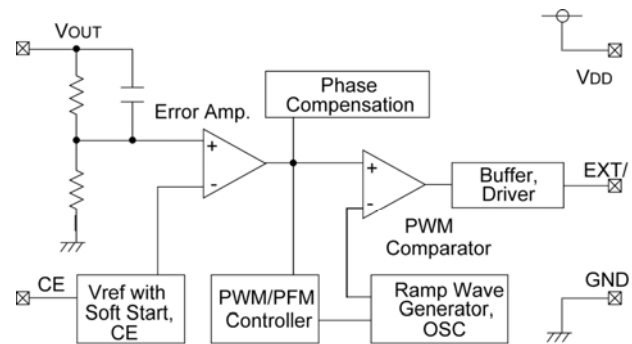 VOUT
VDD
Phase
Compensation
Error Amp.
+
-
+
-
Buffer,
Driver
EXT/
PWM
Comparator
CE
Vref with
Soft Start,
CE
PWM/PFM
Controller
Ramp Wave
Generator,
OSC
GND